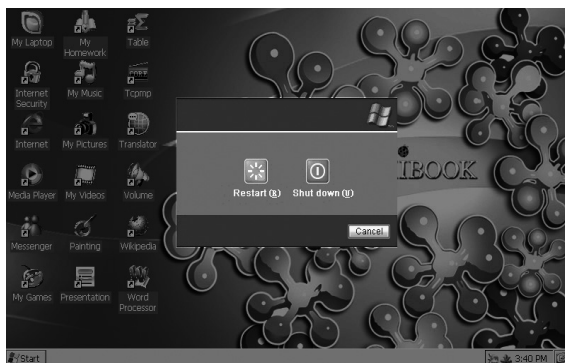 My Laptop
My Homework
Table
Internet Security
My Music
Tcpmp
Internet
My Pictures
Translator
Media Player
My Videos
Volume
Messenger
Painting
Wikipedia
My Games
Presentation
Word Processor
Restart (R)
Shut down (U)
Cancel
IBOOK
Start
3:40 PM